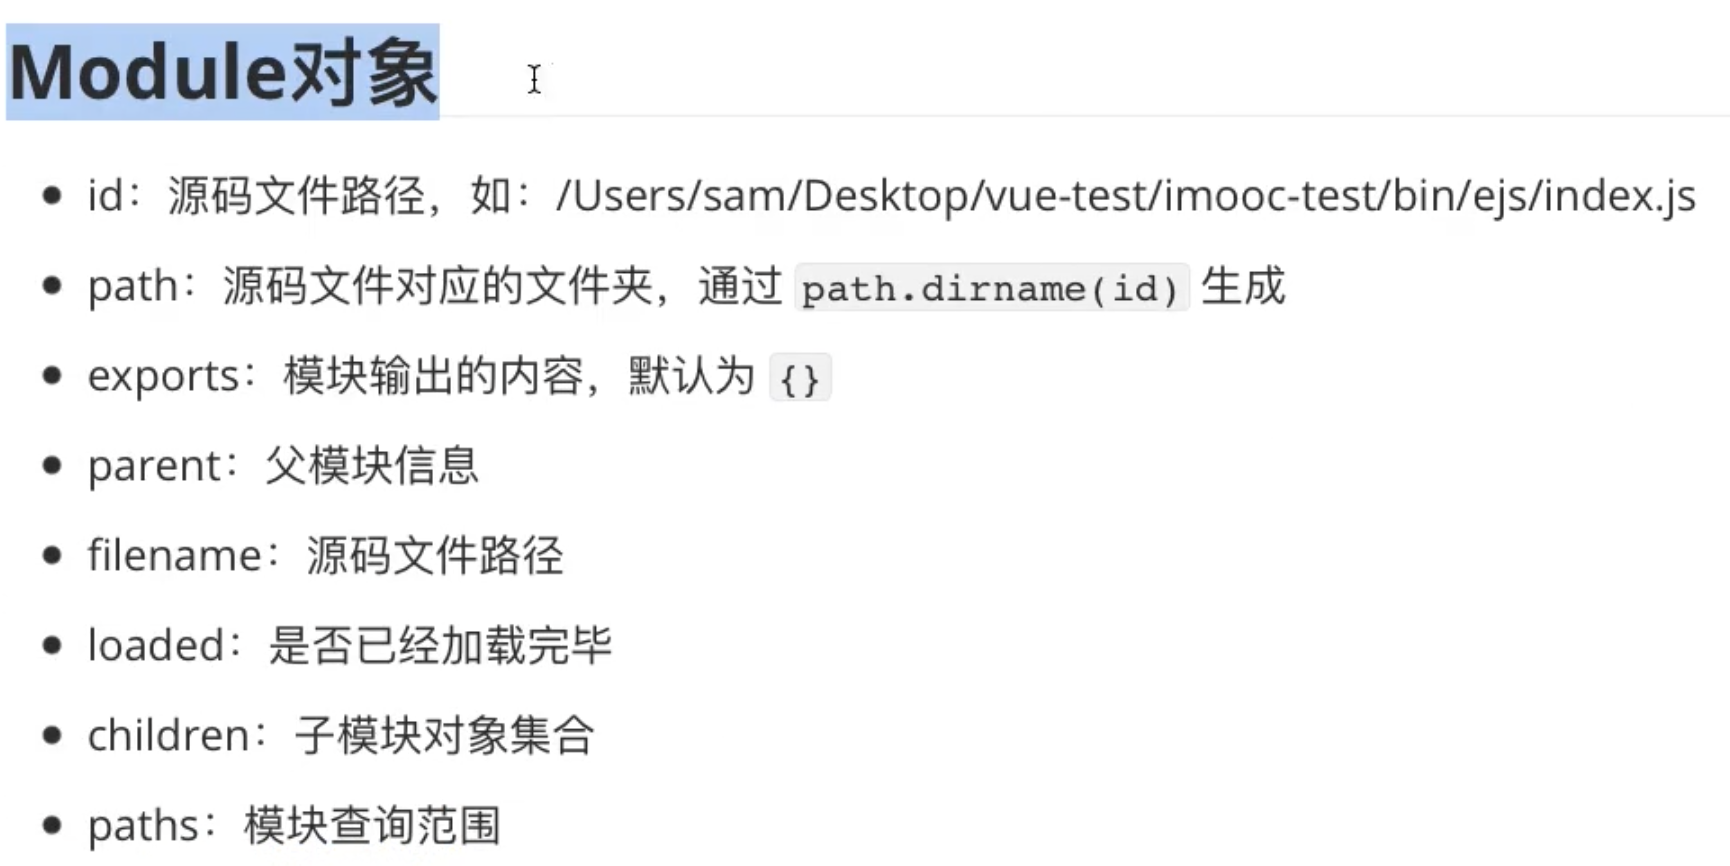 Module对象
id：源码文件路径，如：/Users/sam/Desktop/vue-test/imooc-test/bin/ejs/index.js
path：源码文件对应的文件夹，通过 path.dirname(id) 生成
exports：模块输出的内容，默认为 {}
parent：父模块信息
filename：源码文件路径
loaded：是否已经加载完毕
children：子模块对象集合
paths：模块查询范围